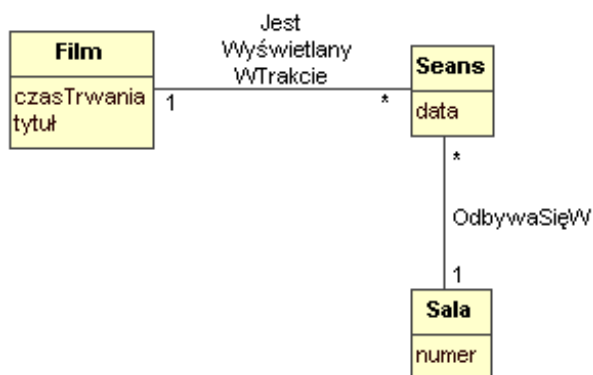 Jest
Wyświetlany
WTrakcie
Film
czasTrwania
tytuł
1
*
Seans
data
*
OdbywaSięW
1
Sala
numer